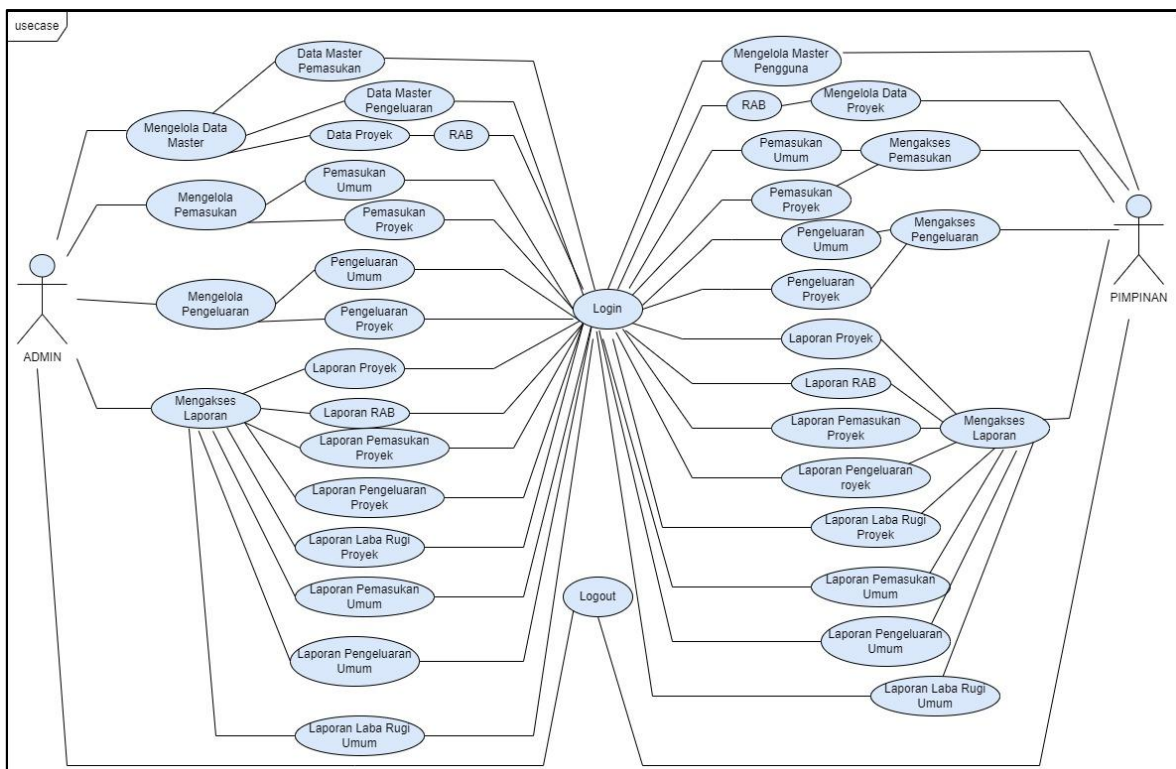 usecase
Data Master
Pemasukan
Data Master
Pengeluaran
Mengelola Data
Master
Data Proyek
RAB
Pemasukan
Umum
Mengelola
Pemasukan
Pemasukan
Proyek
Pengeluaran
Umum
Mengelola
Pengeluaran
Pengeluaran
Proyek
ADMIN
Laporan Proyek
Mengakses
Laporan
Laporan RAB
Laporan Pemasukan
Proyek
Laporan Pengeluaran
Proyek
Laporan Laba Rugi
Proyek
Laporan Pemasukan
Umum
Laporan Pengeluaran
Umum
Laporan Laba Rugi
Umum
Login
Logout
Mengelola Master
Pengguna
RAB
Mengelola Data
Proyek
Pemasukan
Umum
Mengakses
Pemasukan
Pemasukan
Proyek
Pengeluaran
Umum
Mengakses
Pengeluaran
Pengeluaran
Proyek
PIMPINAN
Laporan Proyek
Laporan RAB
Laporan Pemasukan
Proyek
Mengakses
Laporan
Laporan Pengeluaran
royek
Laporan Laba Rugi
Proyek
Laporan Pemasukan
Umum
Laporan Pengeluaran
Umum
Laporan Laba Rugi
Umum